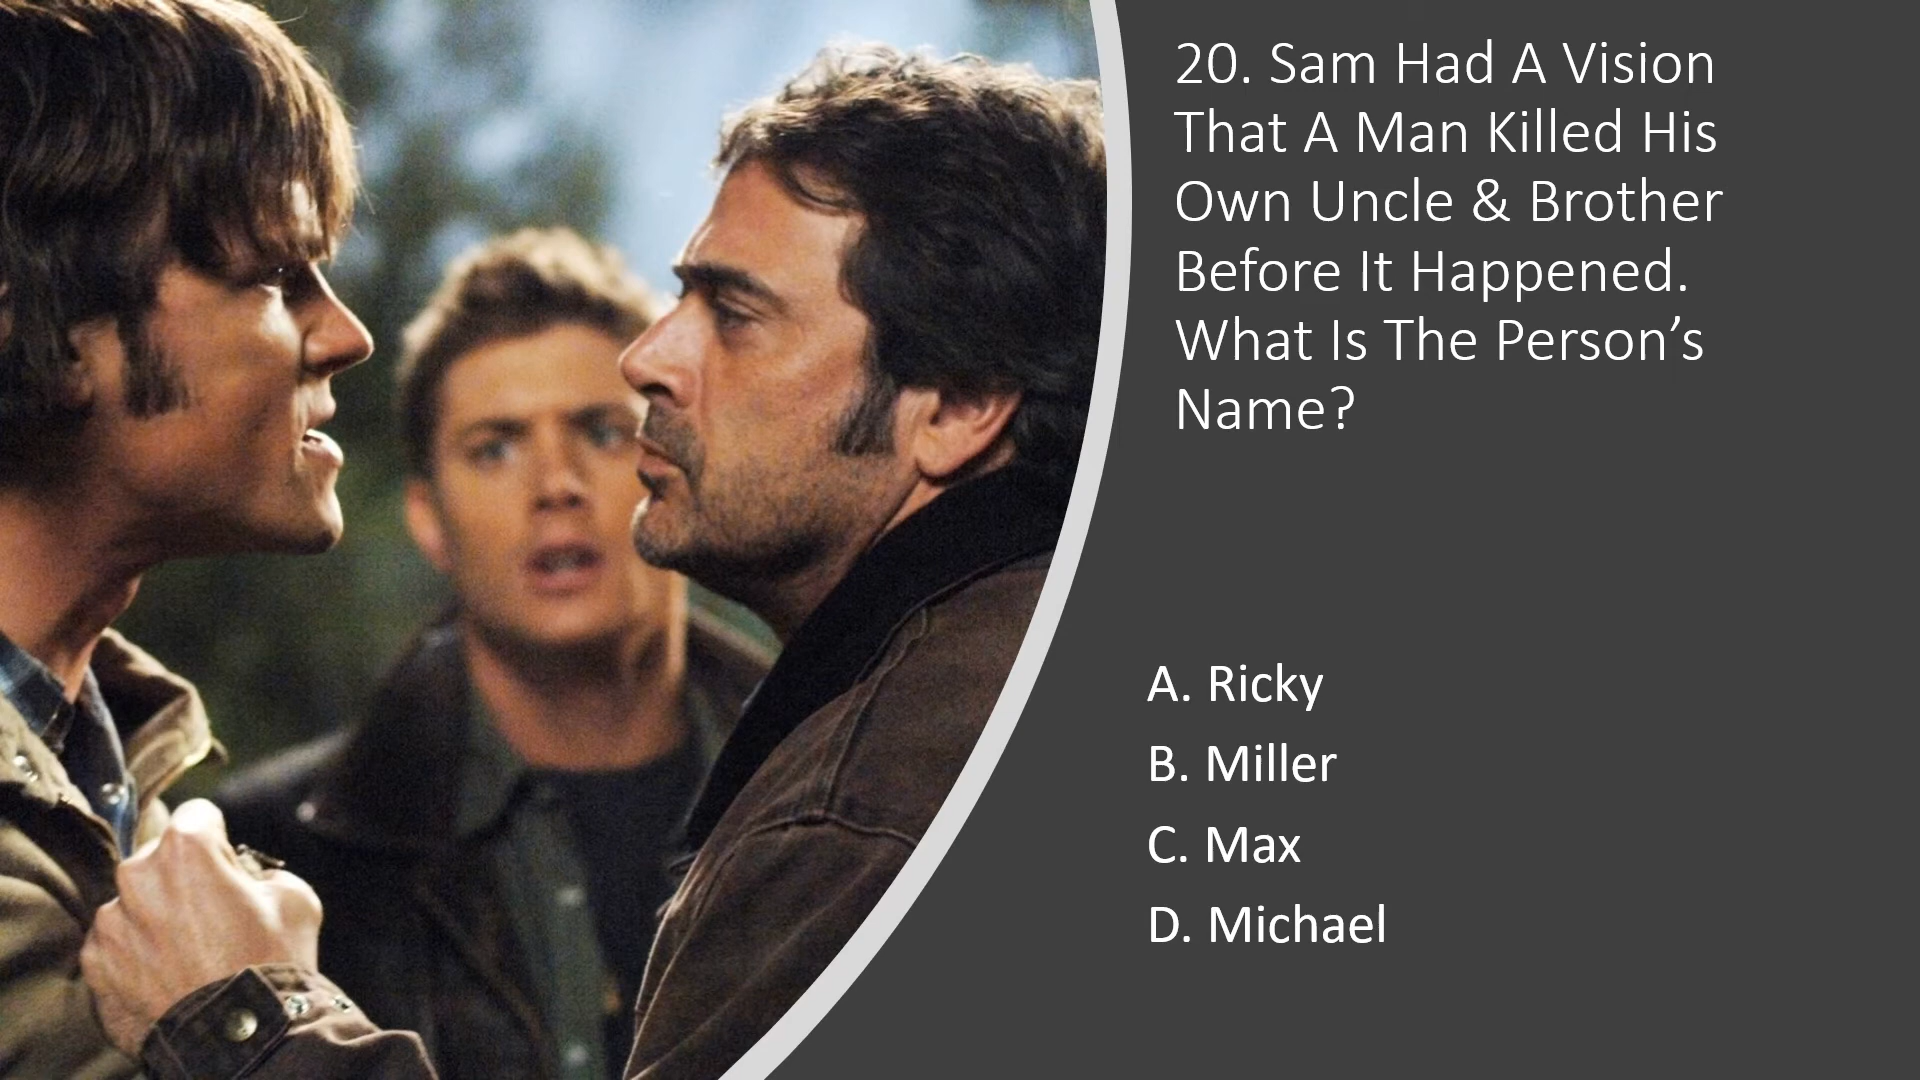 20. Sam Had A Vision
That A Man Killed His
Own Uncle & Brother
Before It Happened.
What Is The Person’s
Name?
A. Ricky
B. Miller
C. Max
D. Michael